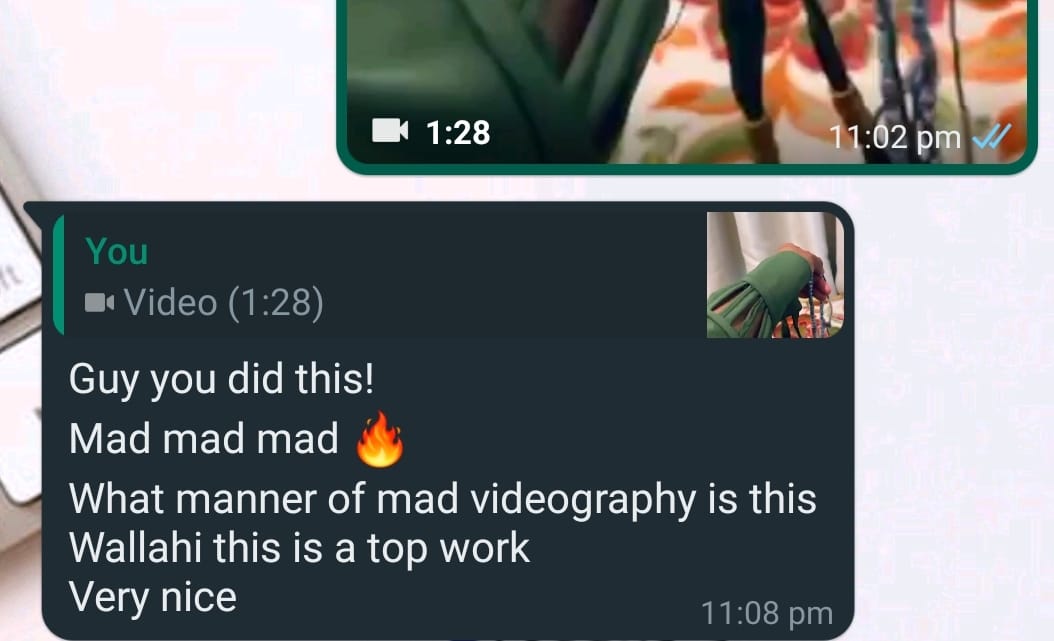 1:28
11:02 pm
You
Video (1:28)
Guy you did this!
Mad mad mad 🔥
What manner of mad videography is this
Wallahi this is a top work
Very nice
11:08 pm